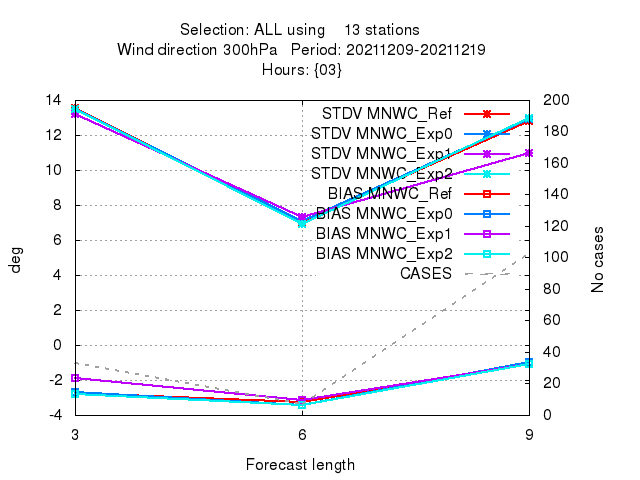 Selection: ALL using 13 stations
Wind direction 300hPa Period: 20211209-20211219
Hours: {03}
14
12
10
8
6
4
2
0
-2
-4
200
180
160
140
120
100
80
60
40
20
0
STDV MNWC_Ref
STDV MNWC_Exp0
STDV MNWC_Exp1
STDV MNWC_Exp2
BIAS MNWC_Ref
BIAS MNWC_Exp0
BIAS MNWC_Exp1
BIAS MNWC_Exp2
CASES
deg
No cases
3 6 9
Forecast length